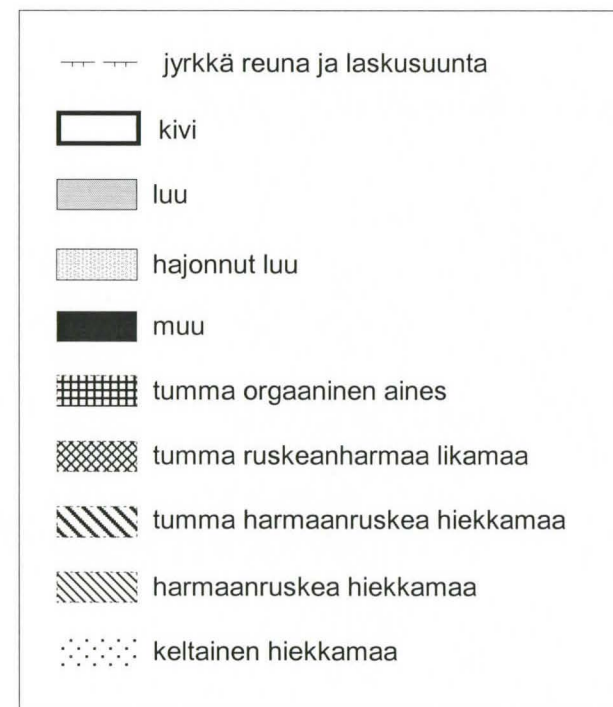 jyrkkä reuna ja laskusuunta
kivi
luu
hajonnut luu
muu
tumma orgaaninen aines
tumma ruskeanharmaa likamaa
tumma harmaanruskea hiekkamaa
harmaanruskea hiekkamaa
keltainen hiekkamaa